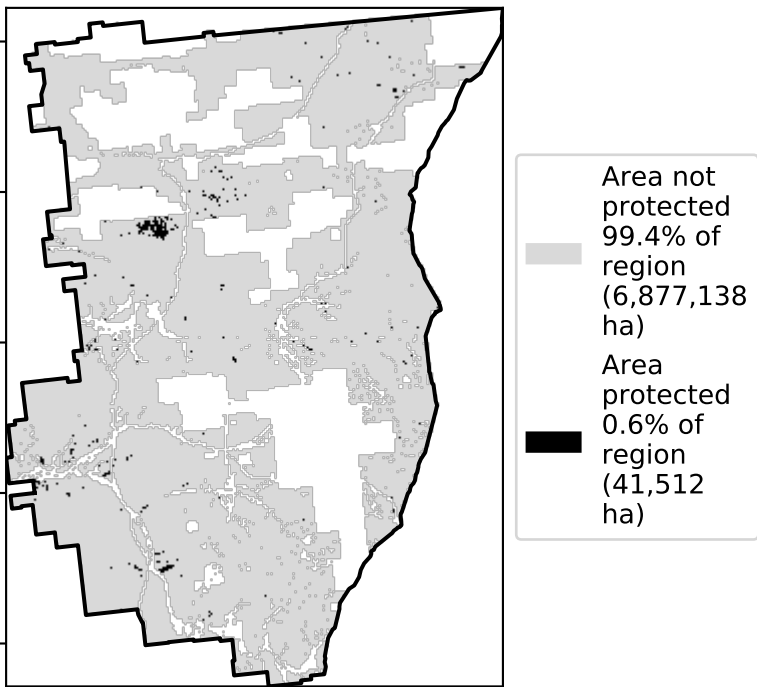 Area not
protected
99.4% of
region
(6,877,138
ha)
Area
protected
0.6% of
region
(41,512
ha)